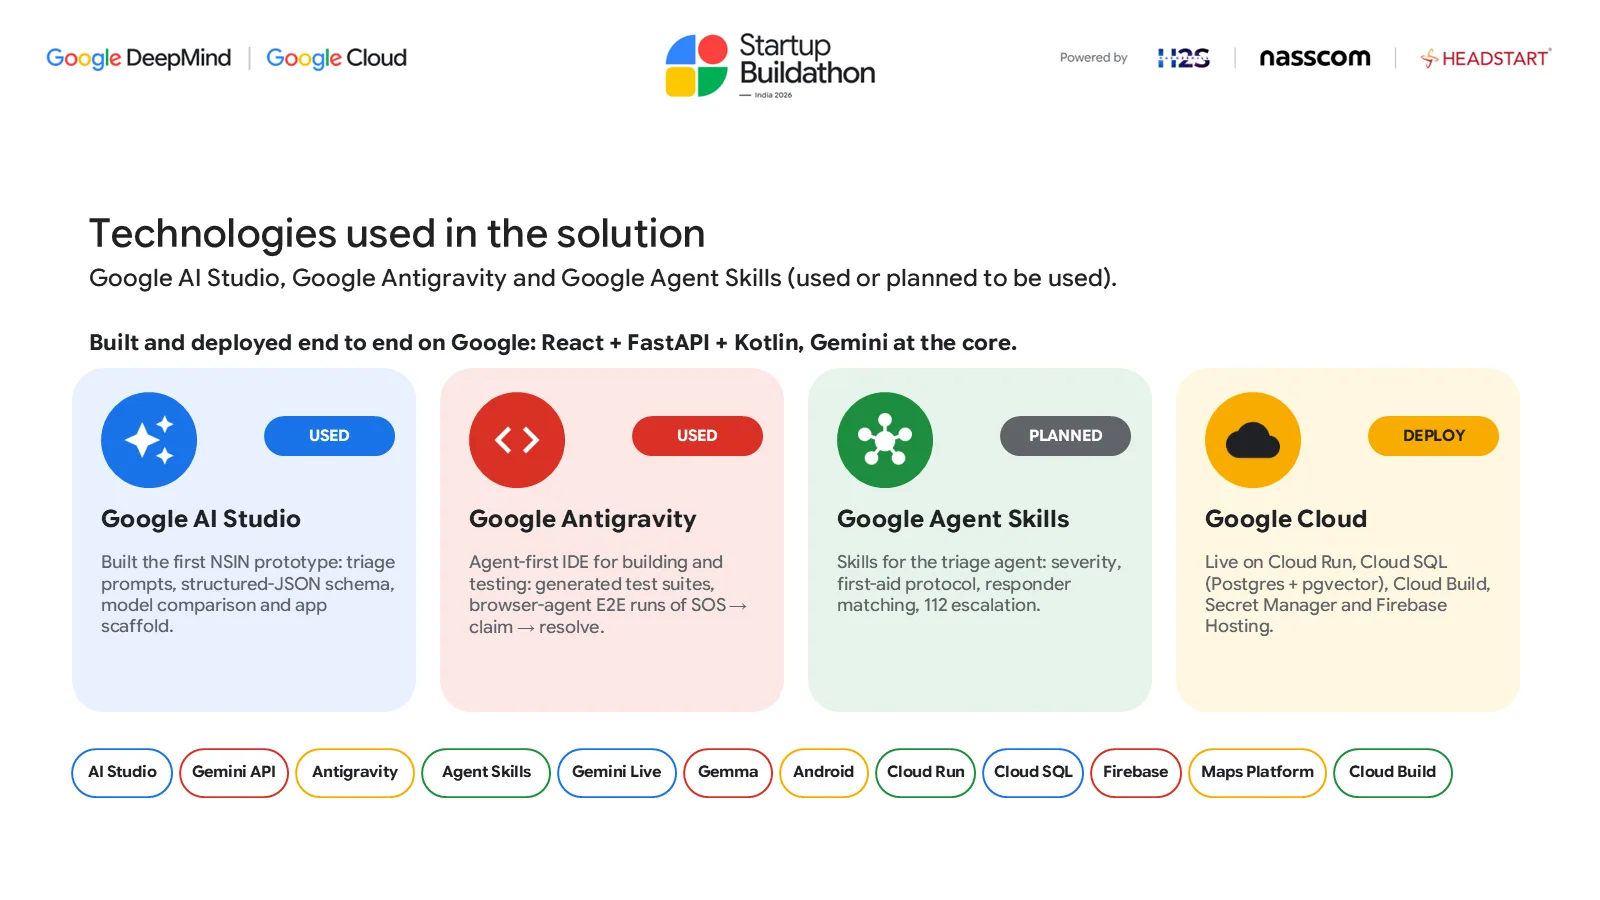 Google DeepMind | Google Cloud
Startup
Buildathon
— India 2026
Powered by
H2S
nasscom
HEADSTART
Technologies used in the solution
Google AI Studio, Google Antigravity and Google Agent Skills (used or planned to be used).
Built and deployed end to end on Google: React + FastAPI + Kotlin, Gemini at the core.
USED
Google AI Studio
Built the first NSIN prototype: triage
prompts, structured-JSON schema,
model comparison and app
scaffold.
USED
Google Antigravity
Agent-first IDE for building and
testing: generated test suites,
browser-agent E2E runs of SOS →
claim → resolve.
PLANNED
Google Agent Skills
Skills for the triage agent: severity,
first-aid protocol, responder
matching, 112 escalation.
DEPLOY
Google Cloud
Live on Cloud Run, Cloud SQL
(Postgres + pgvector), Cloud Build,
Secret Manager and Firebase
Hosting.
AI Studio
Gemini API
Antigravity
Agent Skills
Gemini Live
Gemma
Android
Cloud Run
Cloud SQL
Firebase
Maps Platform
Cloud Build